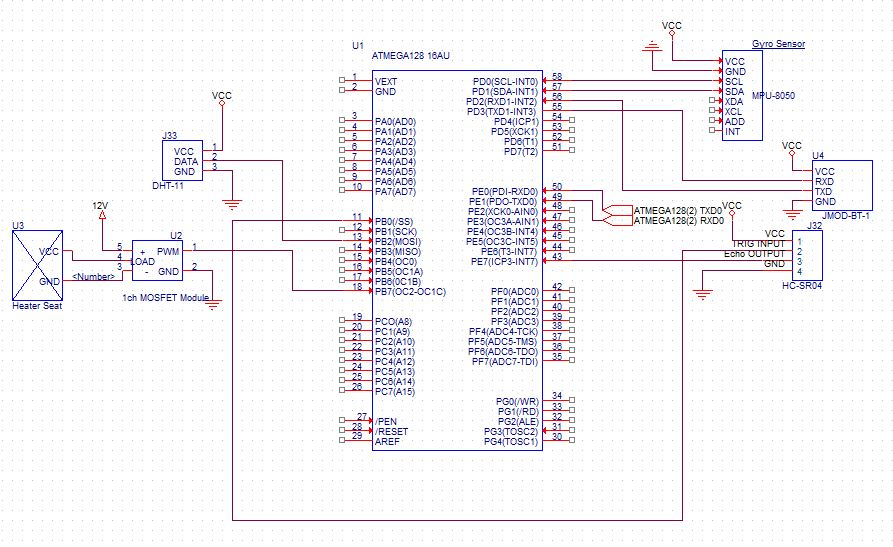 U1
ATMEGA128 16AU
1 VEXT
2 GND
3 PA0(AD0)
4 PA1(AD1)
5 PA2(AD2)
6 PA3(AD3)
7 PA4(AD4)
8 PA5(AD5)
9 PA6(AD6)
10 PA7(AD7)
11 PB0(/SS)
12 PB1(SCK)
13 PB2(MOSI)
14 PB3(MISO)
15 PB4(OC0)
16 PB5(OC1A)
17 PB6(0C1B)
18 PB7(OC2-OC1C)
19 PCO(A8)
20 PC1(A9)
21 PC2(A10)
22 PC3(A11)
23 PC4(A12)
24 PC5(A13)
25 PC6(A14)
26 PC7(A15)
27 /PEN
28 /RESET
29 AREF
PD0(SCL-INT0) 58
PD1(SDA-INT1) 57
PD2(RXD1-INT2) 56
PD3(TXD1-INT3) 55
PD4(ICP1) 54
PD5(XCK1) 53
PD6(T1) 52
PD7(T2) 51
PE0(PDI-RXD0) 50
PE1(PDO-TXD0) 49
PE2(XCK0-AIN0) 48
PE3(OC3A-AIN1) 47
PE4(OC3B-INT4) 46
PE5(OC3C-INT5) 45
PE6(T3-INT7) 44
PE7(ICP3-INT7) 43
PF0(ADC0) 42
PF1(ADC1) 41
PF2(ADC2) 40
PF3(ADC3) 39
PF4(ADC4-TCK) 38
PF5(ADC5-TMS) 37
PF6(ADC6-TDO) 36
PF7(ADC7-TDI) 35
PG0(/WR) 34
PG1(/RD) 33
PG2(ALE) 32
PG3(TOSC2) 31
PG4(TOSC1) 30
VCC
J33
VCC 1
DATA 2
GND 3
DHT-11
12V
U3
VCC
GND
Heater Seat
<Number>
U2
5 +
4 LOAD
3 -
PWM 1
GND 2
1ch MOSFET Module
VCC
Gyro Sensor
VCC
GND
SCL
SDA
XDA
XCL
ADD
INT
MPU-8050
VCC
U4
VCC
RXD
TXD
GND
JMOD-BT-1
ATMEGA128(2) TXD0
ATMEGA128(2) RXD0
VCC
J32
VCC 1
TRIG INPUT 2
Echo OUTPUT 3
GND 4
HC-SR04